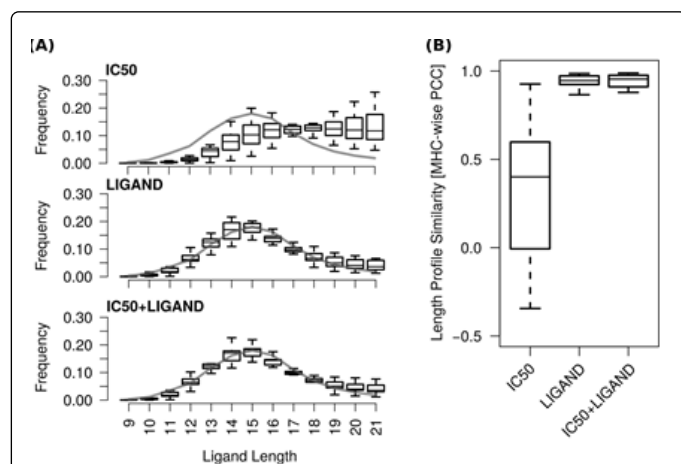 (A)
IC50
Frequency
0.30
0.20
0.10
0.00
LIGAND
Frequency
0.30
0.20
0.10
0.00
IC50+LIGAND
Frequency
0.30
0.20
0.10
0.00
9 10 11 12 13 14 15 16 17 18 19 20 21
Ligand Length
(B)
Length Profile Similarity [MHC-wise PCC]
1.0
0.5
0.0
−0.5
IC50
LIGAND
IC50+LIGAND